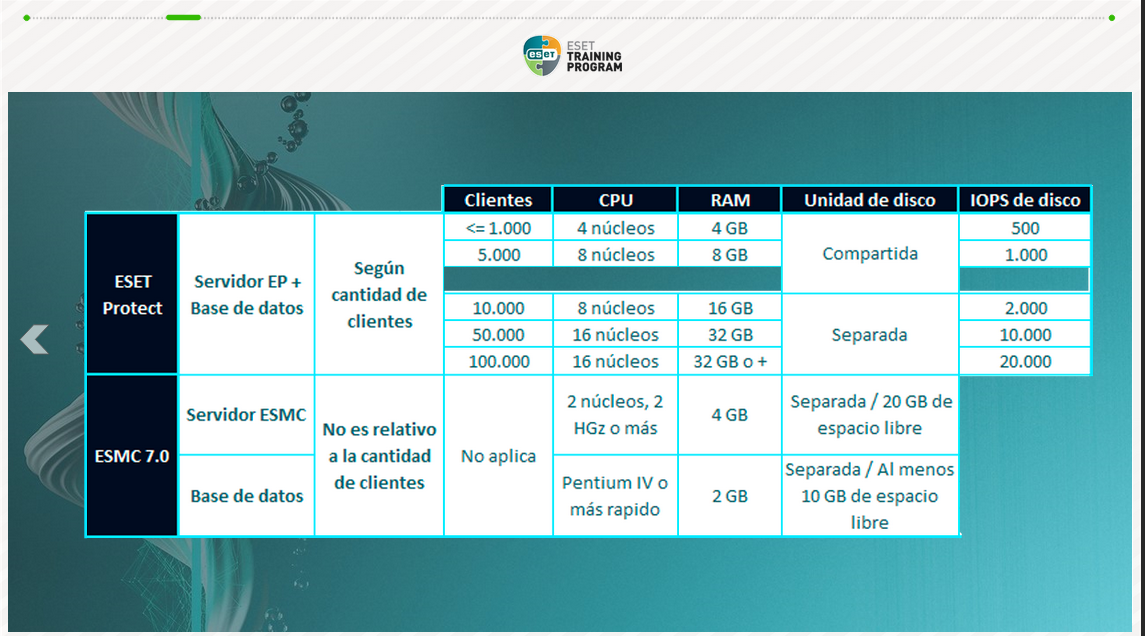 eset
ESET
TRAINING
PROGRAM
Clientes CPU RAM Unidad de disco IOPS de disco
ESET
Protect
Servidor EP +
Base de datos
Según
cantidad de
clientes
<= 1.000 4 núcleos 4 GB Compartida 500
5.000 8 núcleos 8 GB 1.000
10.000 8 núcleos 16 GB Separada 2.000
50.000 16 núcleos 32 GB 10.000
100.000 16 núcleos 32 GB o + 20.000
ESMC 7.0
Servidor ESMC
No es relativo
a la cantidad
de clientes
No aplica
2 núcleos, 2
HGz o más
4 GB
Separada / 20 GB de
espacio libre
Base de datos
Pentium IV o
más rapido
2 GB
Separada / Al menos
10 GB de espacio
libre